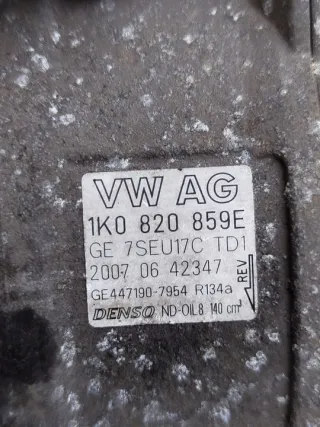 VW AG
1K0 820 859E
GE 7SEU17C TD1
2007 06 42347
GE447190-7954 R134a
DENSO ND-OIL8 140 cm³
REV